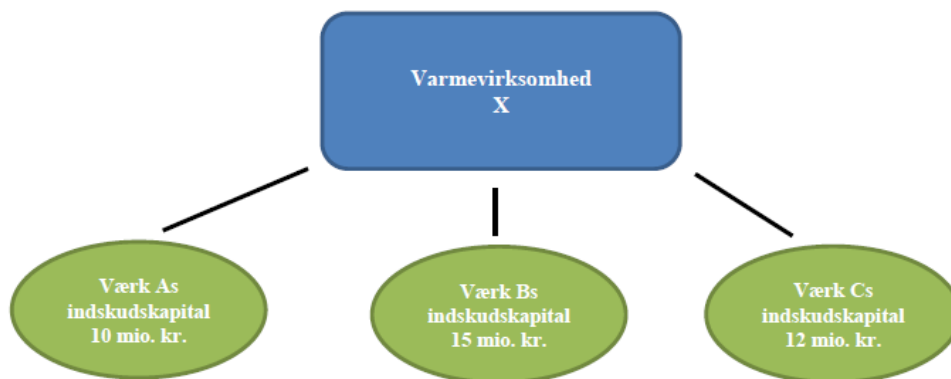 Varmevirksomhed
X
Værk As
indskudskapital
10 mio. kr.
Værk Bs
indskudskapital
15 mio. kr.
Værk Cs
indskudskapital
12 mio. kr.